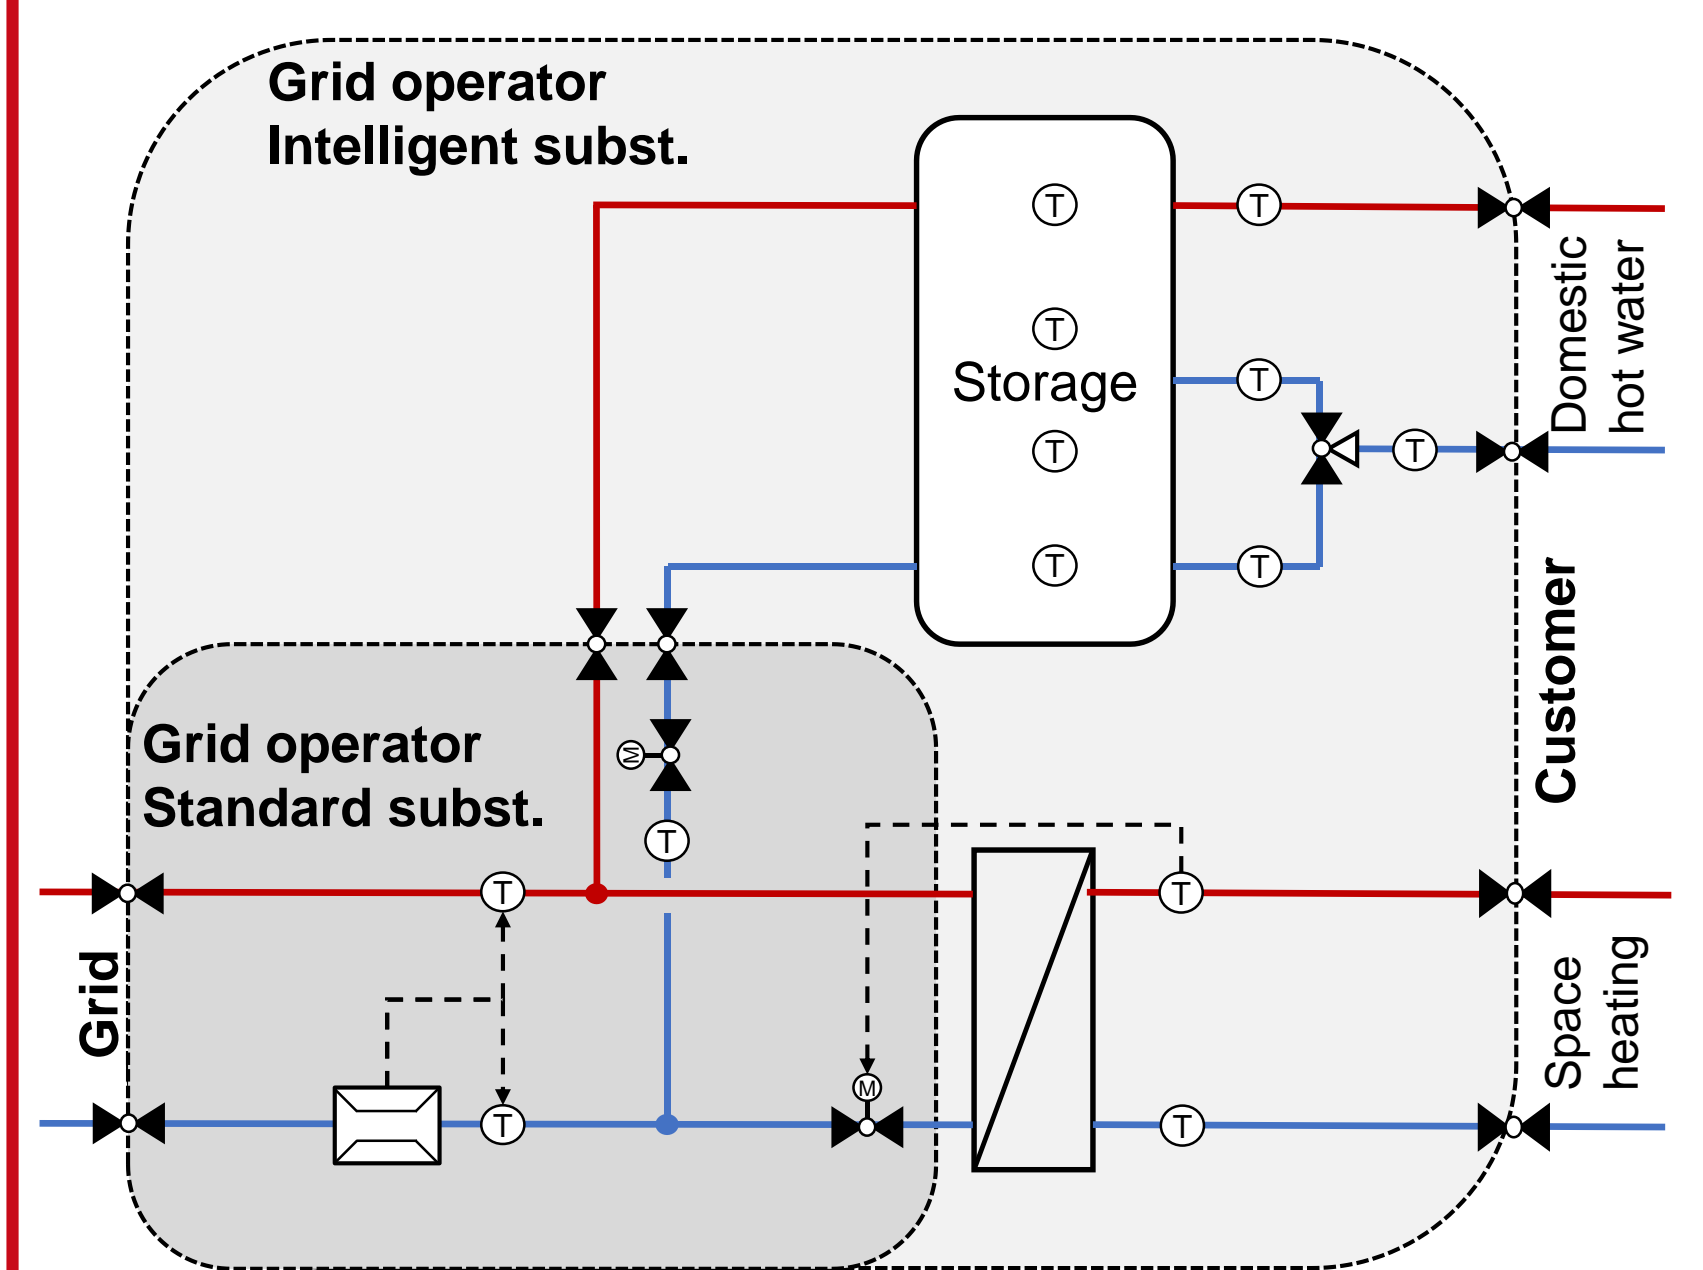 Grid operator
Intelligent subst.
T
T
T
T
Storage
T
T
T
T
T
Domestic
hot water
Customer
Grid operator
Standard subst.
M
T
T
T
Grid
M
T
T
Space
heating